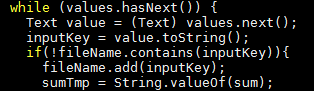 while (values.hasNext()) {
Text value = (Text) values.next();
inputKey = value.toString();
if(!fileName.contains(inputKey)){
fileName.add(inputKey);
sumTmp = String.valueOf(sum);